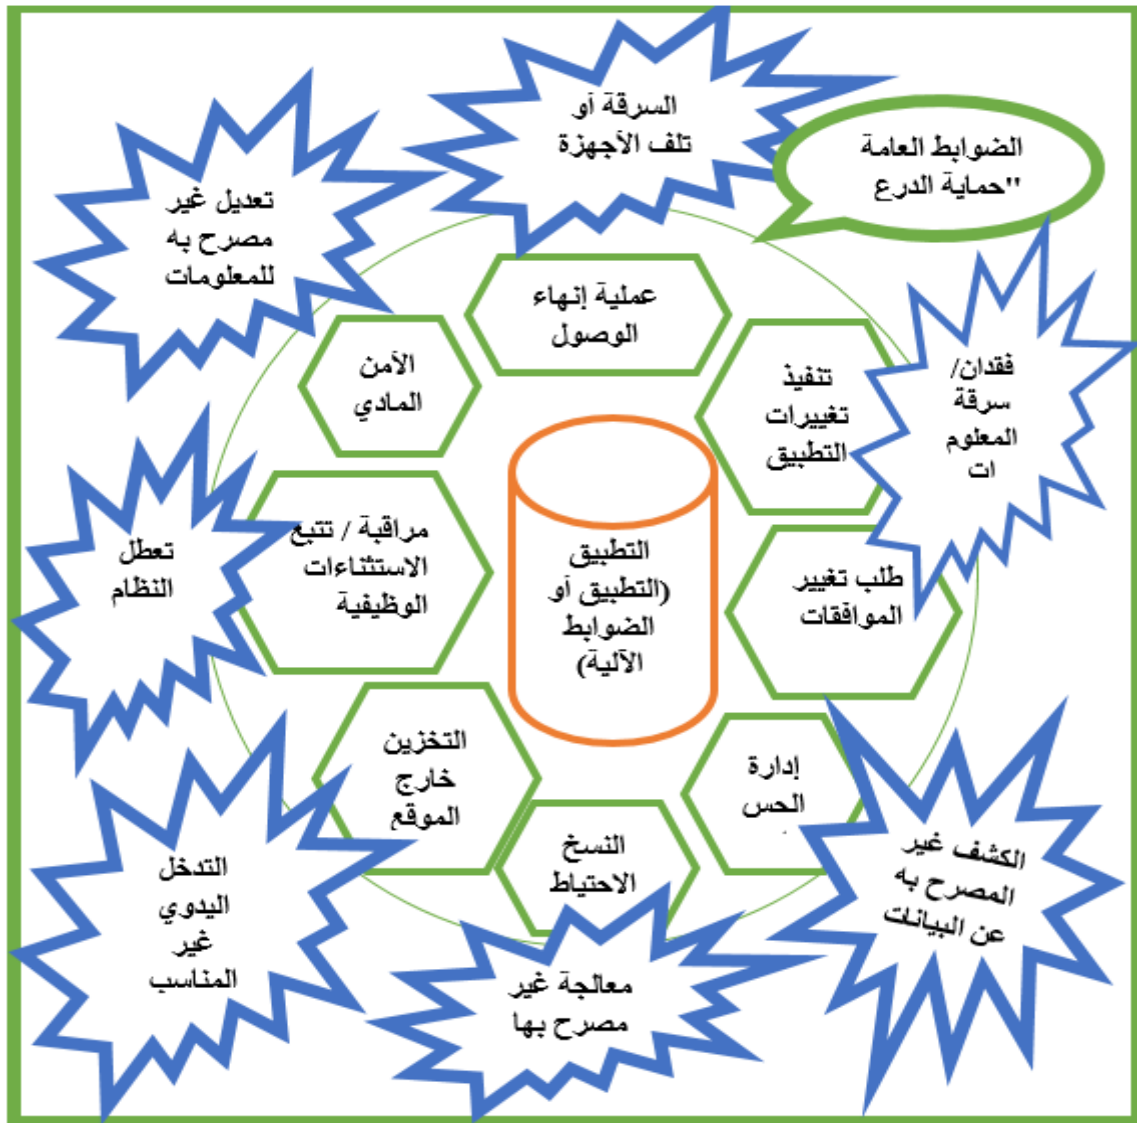 السرقة أو
تلف الأجهزة
الضوابط العامة
"حماية الدرع
تعديل غير
مصرح به
للمعلومات
عملية إنهاء
الوصول
الأمن
المادي
تنفيذ
تغييرات
التطبيق
فقدان/
سرقة
المعلوم
ات
مراقبة / تتبع
الاستثناءات
الوظيفية
تعطل
النظام
التطبيق
(التطبيق أو
الضوابط
الآلية)
طلب تغيير
الموافقات
التخزين
خارج
الموقع
إدارة
الحس
النسخ
الاحتياط
الكشف غير
المصرح به
عن البيانات
التدخل
اليدوي
غير
المناسب
معالجة غير
مصرح بها